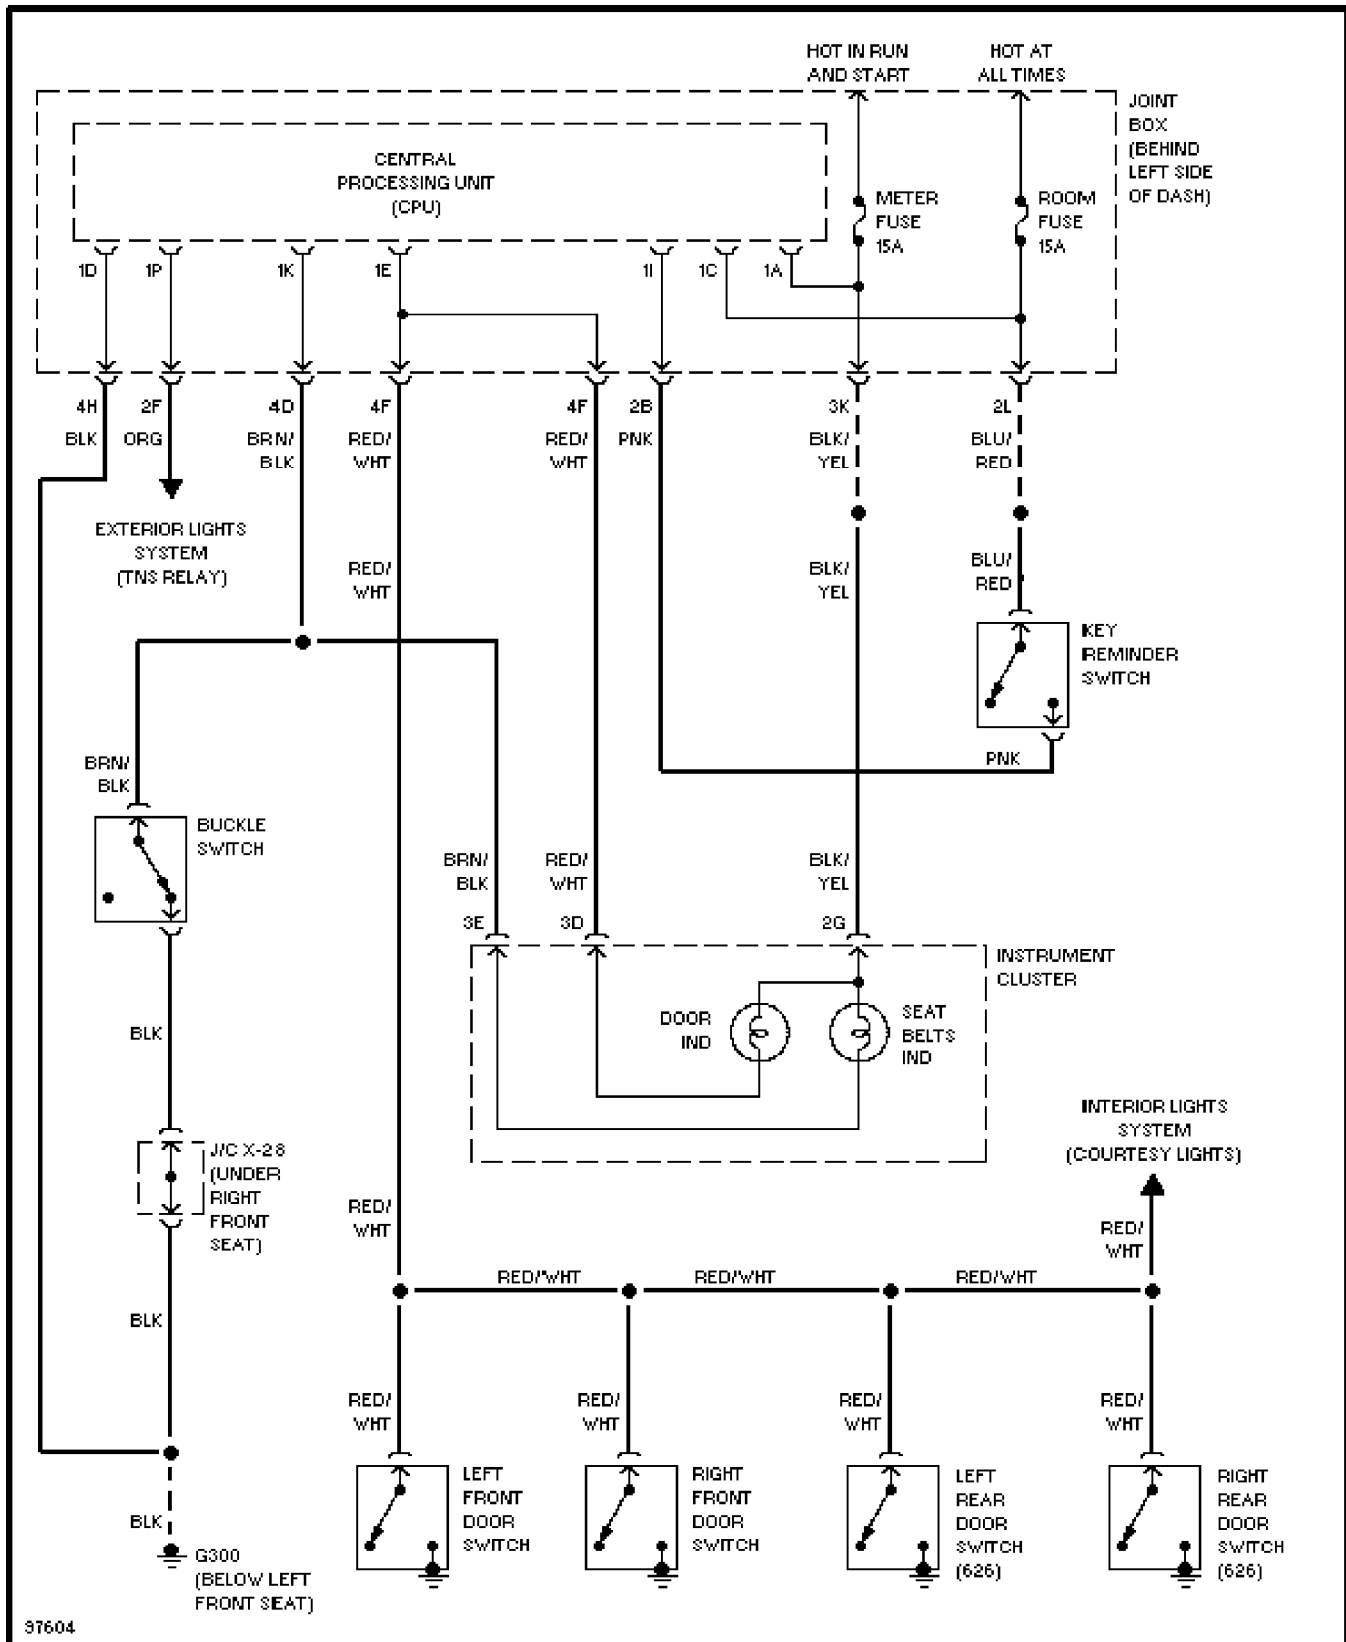 HOT IN RUN
AND START
HOT AT
ALL TIMES
JOINT
BOX
(BEHIND
LEFT SIDE
OF DASH)
CENTRAL
PROCESSING UNIT
(CPU)
METER
FUSE
15A
ROOM
FUSE
15A
1D
1P
1K
1E
1I
1C
1A
4H
2F
4D
4F
4F
2B
3K
2L
BLK
ORG
BRN/
BLK
RED/
WHT
RED/
WHT
PNK
BLK/
YEL
BLU/
RED
EXTERIOR LIGHTS
SYSTEM
(TNS RELAY)
RED/
WHT
BLK/
YEL
BLU/
RED
KEY
REMINDER
SWITCH
PNK
BRN/
BLK
BUCKLE
SWITCH
BRN/
BLK
RED/
WHT
BLK/
YEL
3E
3D
2G
INSTRUMENT
CLUSTER
DOOR
IND
SEAT
BELTS
IND
BLK
INTERIOR LIGHTS
SYSTEM
(COURTESY LIGHTS)
J/C X-28
(UNDER
RIGHT
FRONT
SEAT)
RED/
WHT
RED/
WHT
RED/WHT
RED/WHT
RED/WHT
BLK
RED/
WHT
RED/
WHT
RED/
WHT
RED/
WHT
LEFT
FRONT
DOOR
SWITCH
RIGHT
FRONT
DOOR
SWITCH
LEFT
REAR
DOOR
SWITCH
(626)
RIGHT
REAR
DOOR
SWITCH
(626)
BLK
G300
(BELOW LEFT
FRONT SEAT)
97604